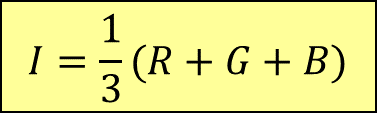 I = 1/3 (R + G + B)